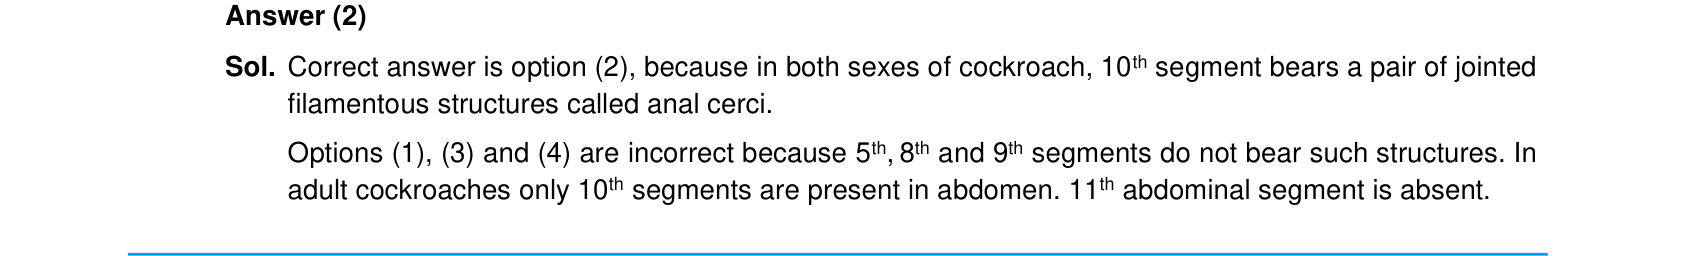 Answer (2)
Sol. Correct answer is option (2), because in both sexes of cockroach, 10th segment bears a pair of jointed
filamentous structures called anal cerci.
Options (1), (3) and (4) are incorrect because 5th, 8th and 9th segments do not bear such structures. In
adult cockroaches only 10th segments are present in abdomen. 11th abdominal segment is absent.